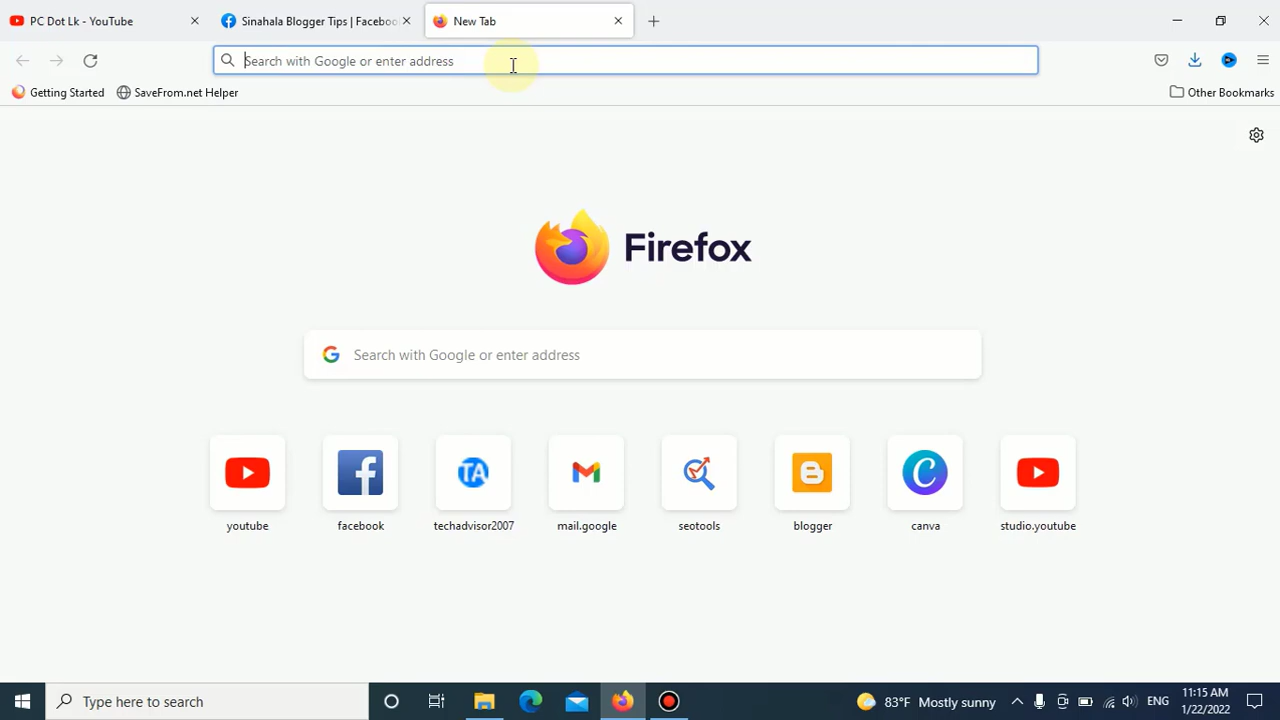 PC Dot Lk - YouTube
Sinahala Blogger Tips | Faceboo
New Tab
Search with Google or enter address
Getting Started
SaveFrom.net Helper
Other Bookmarks
Firefox
Search with Google or enter address
TA
youtube
facebook
techadvisor2007
mail.google
seotools
blogger
canva
studio.youtube
Type here to search
83°F Mostly sunny
ENG
11:15 AM
1/22/2022